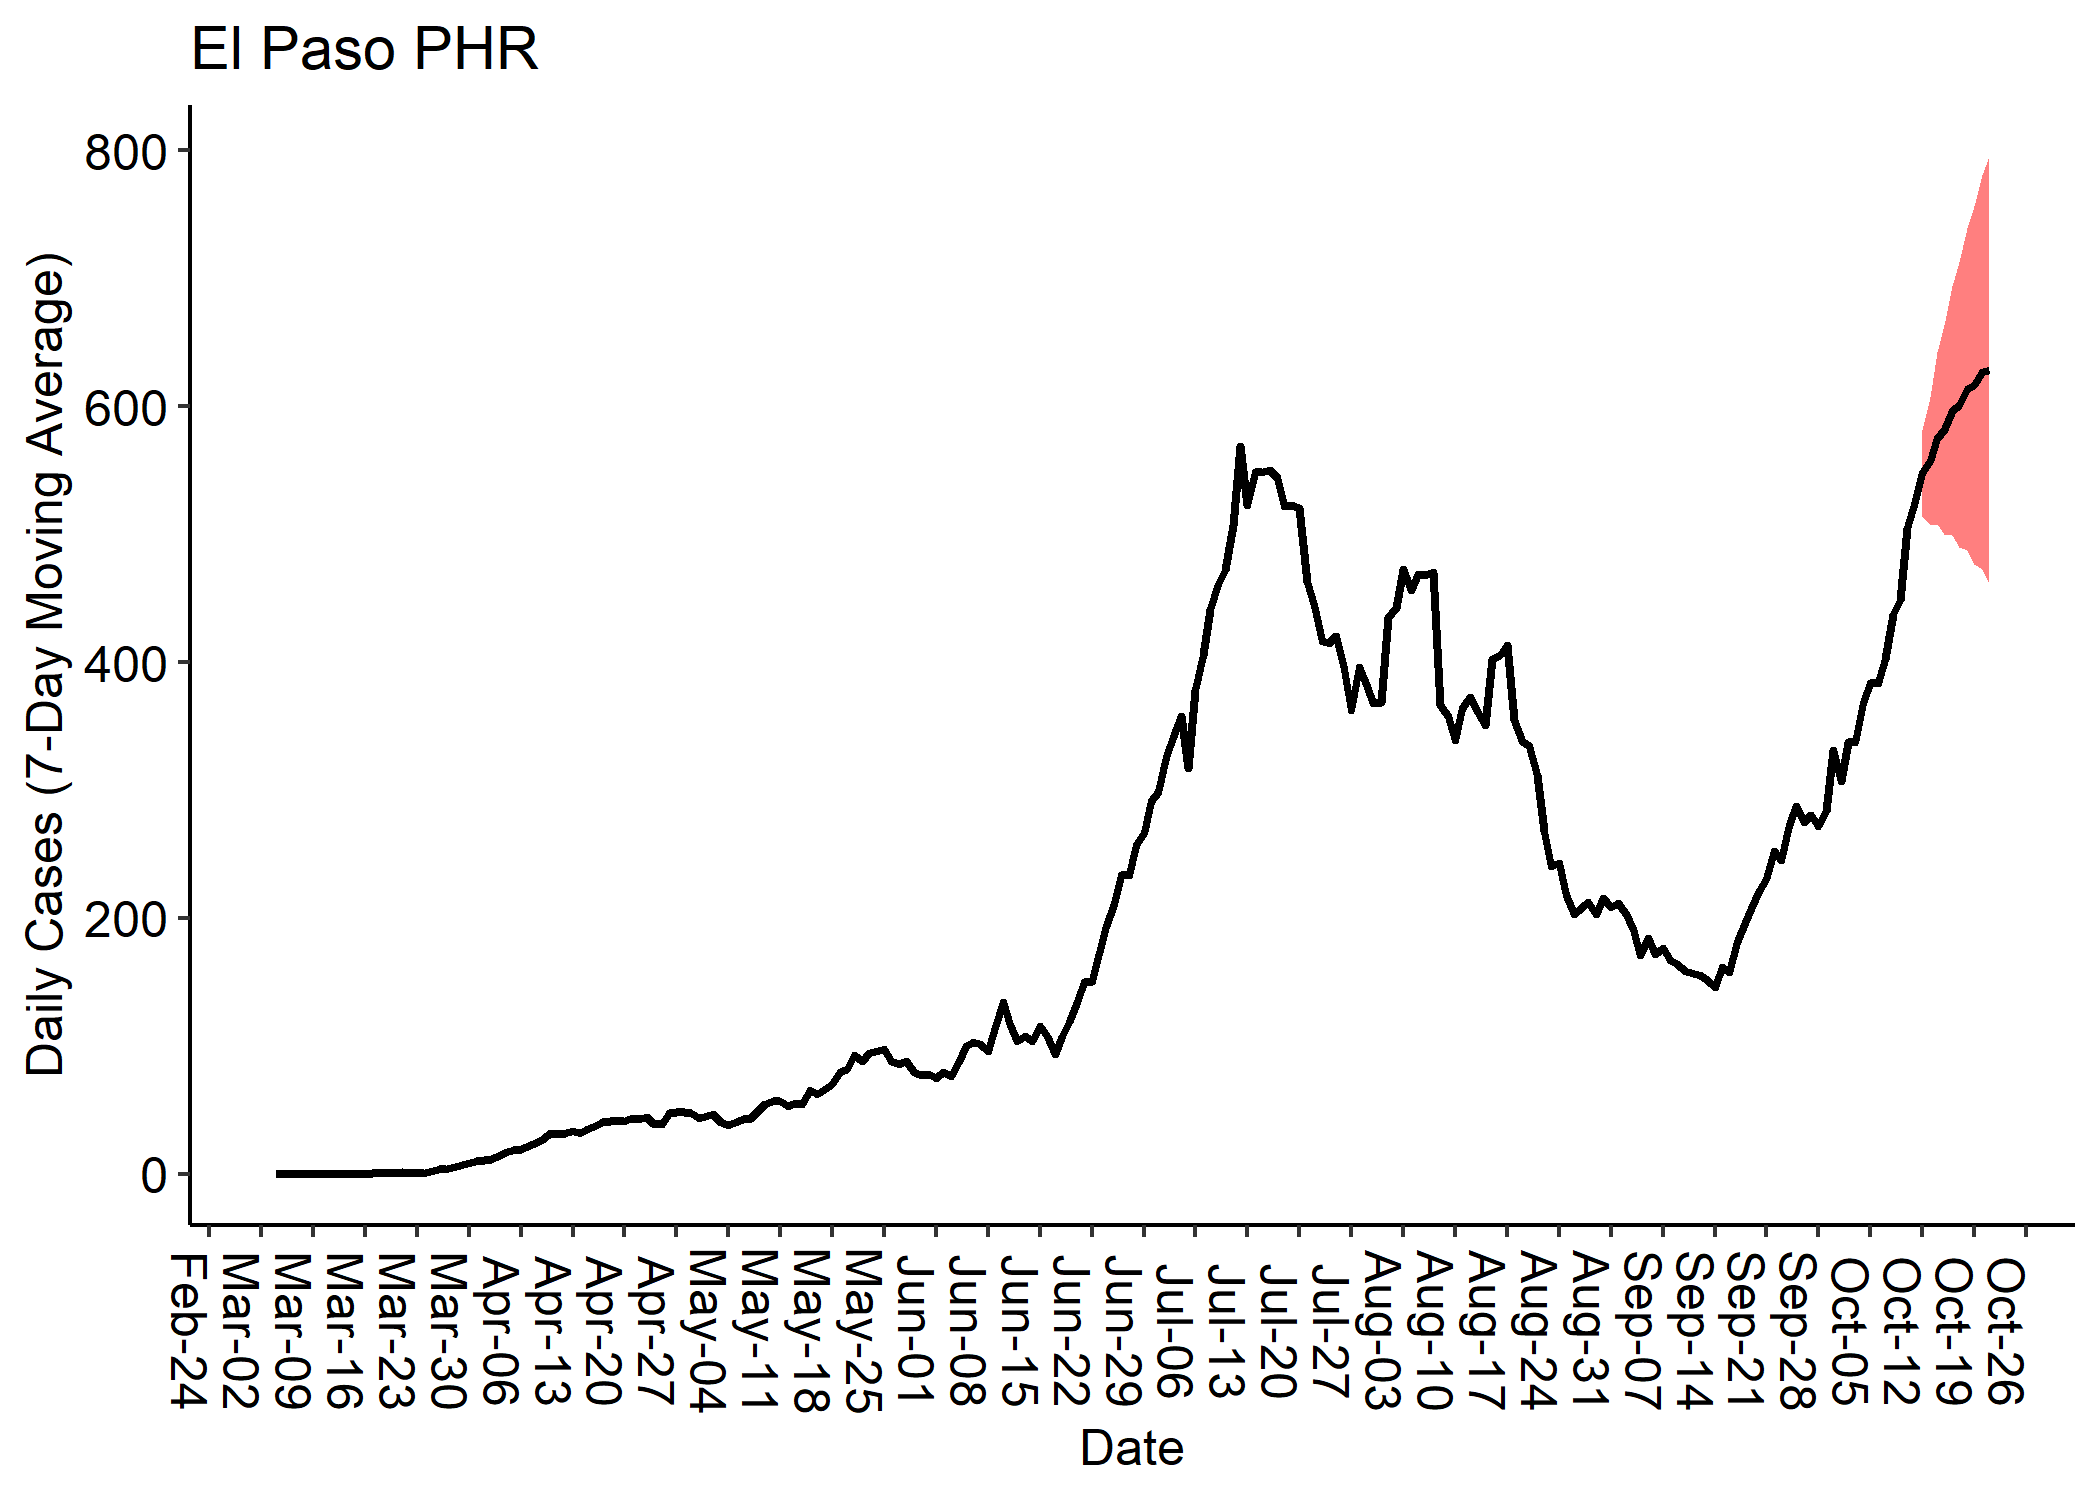 El Paso PHR
Daily Cases (7-Day Moving Average)
800
600
400
200
0
Feb-24
Mar-02
Mar-09
Mar-16
Mar-23
Mar-30
Apr-06
Apr-13
Apr-20
Apr-27
May-04
May-11
May-18
May-25
Jun-01
Jun-08
Jun-15
Jun-22
Jun-29
Jul-06
Jul-13
Jul-20
Jul-27
Aug-03
Aug-10
Aug-17
Aug-24
Aug-31
Sep-07
Sep-14
Sep-21
Sep-28
Oct-05
Oct-12
Oct-19
Oct-26
Date